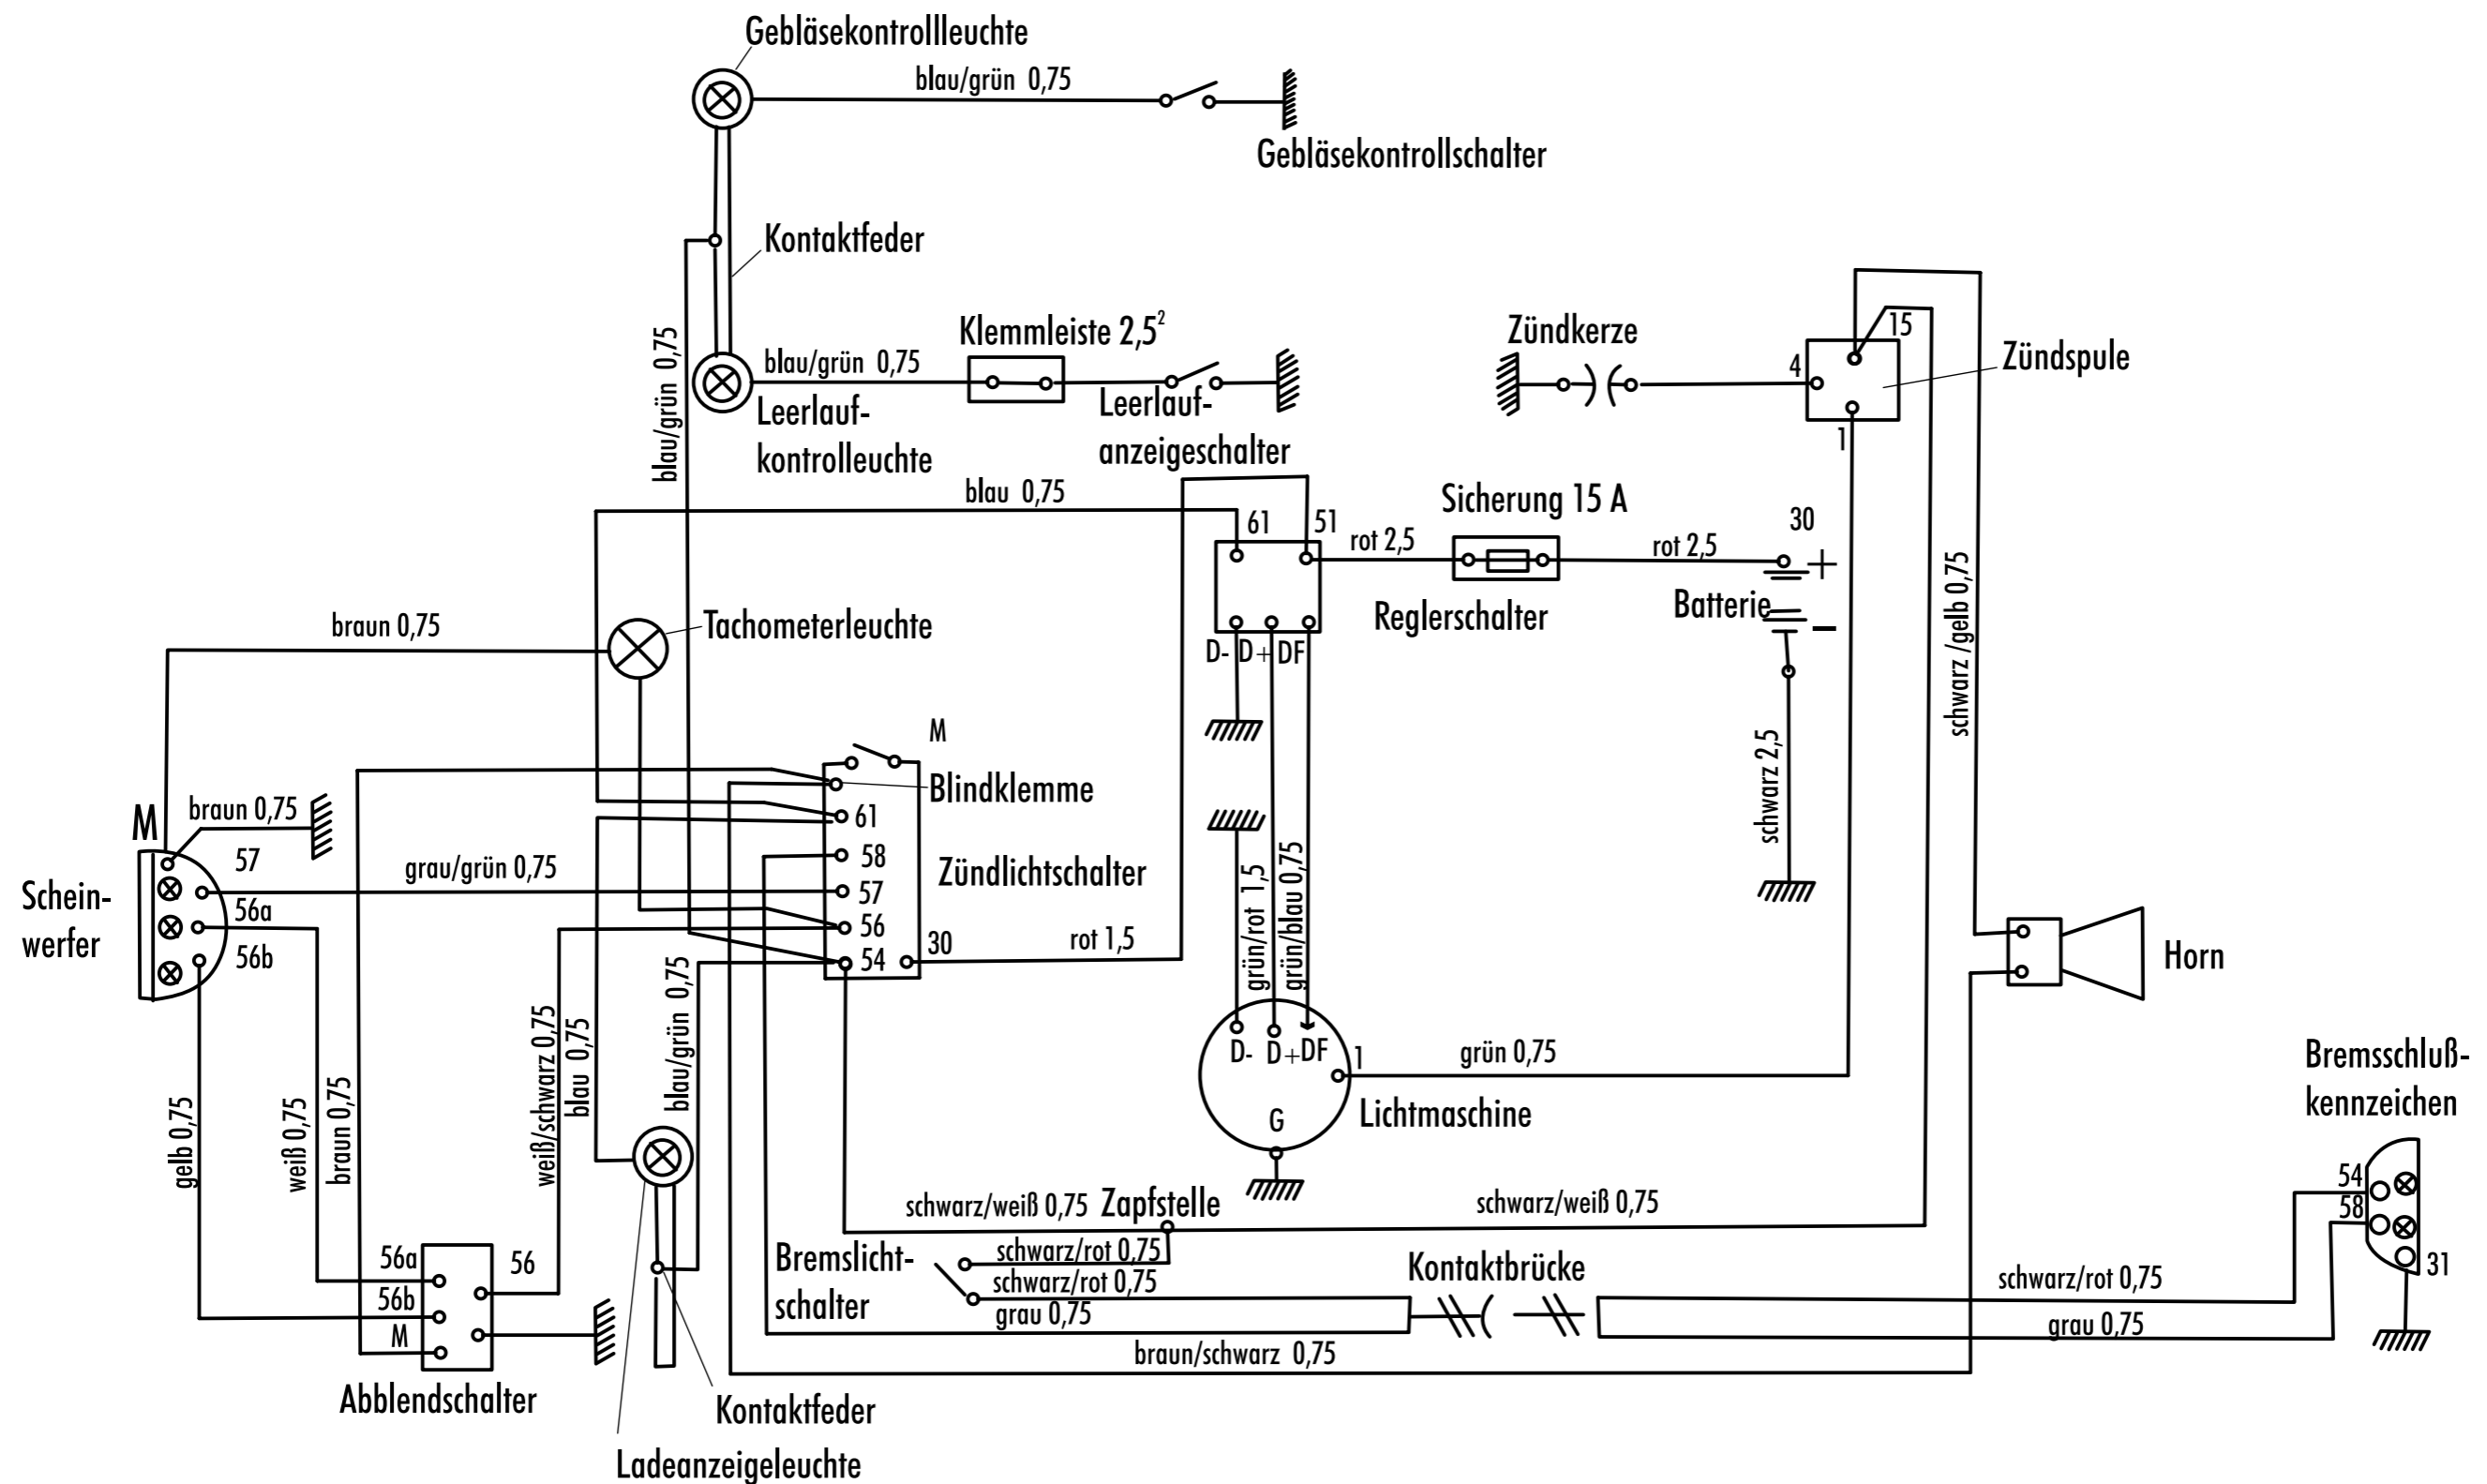 Gebläsekontrollleuchte
blau/grün 0,75
Gebläsekontrollschalter
Kontaktfeder
blau/grün 0,75
Klemmleiste 2,5²
blau/grün 0,75
Leerlauf-
kontrolleuchte
Leerlauf-
anzeigeschalter
Zündkerze
4
15
1
Zündspule
blau 0,75
61
51
rot 2,5
Sicherung 15 A
rot 2,5
30
+
Batterie
–
Reglerschalter
D-
D+
DF
schwarz /gelb 0,75
schwarz 2,5
braun 0,75
Tachometerleuchte
M
Blindklemme
M
braun 0,75
57
grau/grün 0,75
56a
56b
Schein-
werfer
61
58
57
56
54
30
Zündlichtschalter
rot 1,5
grün/rot 1,5
grün/blau 0,75
D-
D+
DF
1
G
grün 0,75
Lichtmaschine
Horn
Bremsschluß-
kennzeichen
54
58
31
gelb 0,75
weiß 0,75
braun 0,75
weiß/schwarz 0,75
blau 0,75
blau/grün 0,75
schwarz/weiß 0,75
Zapfstelle
schwarz/weiß 0,75
Bremslicht-
schalter
schwarz/rot 0,75
schwarz/rot 0,75
grau 0,75
Kontaktbrücke
schwarz/rot 0,75
grau 0,75
braun/schwarz 0,75
56a
56
56b
M
Abblendschalter
Kontaktfeder
Ladeanzeigeleuchte